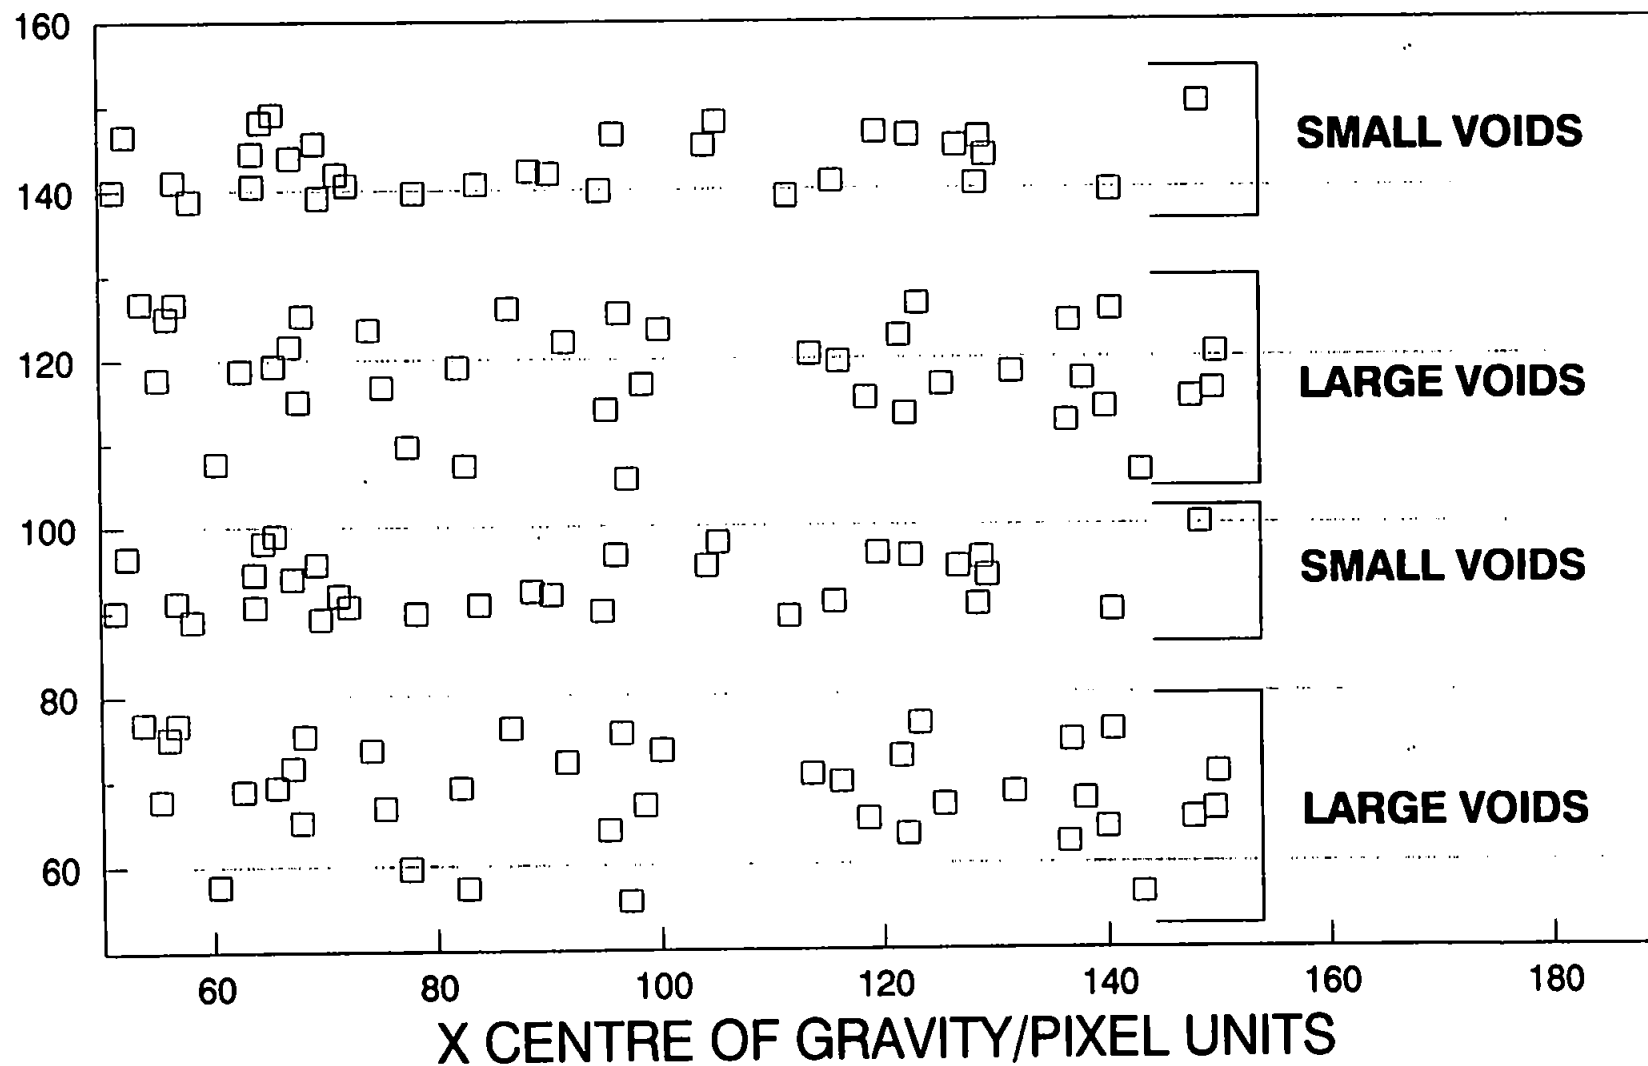 160
SMALL VOIDS
140
120
LARGE VOIDS
100
SMALL VOIDS
80
LARGE VOIDS
60
60 80 100 120 140 160 180
X CENTRE OF GRAVITY/PIXEL UNITS